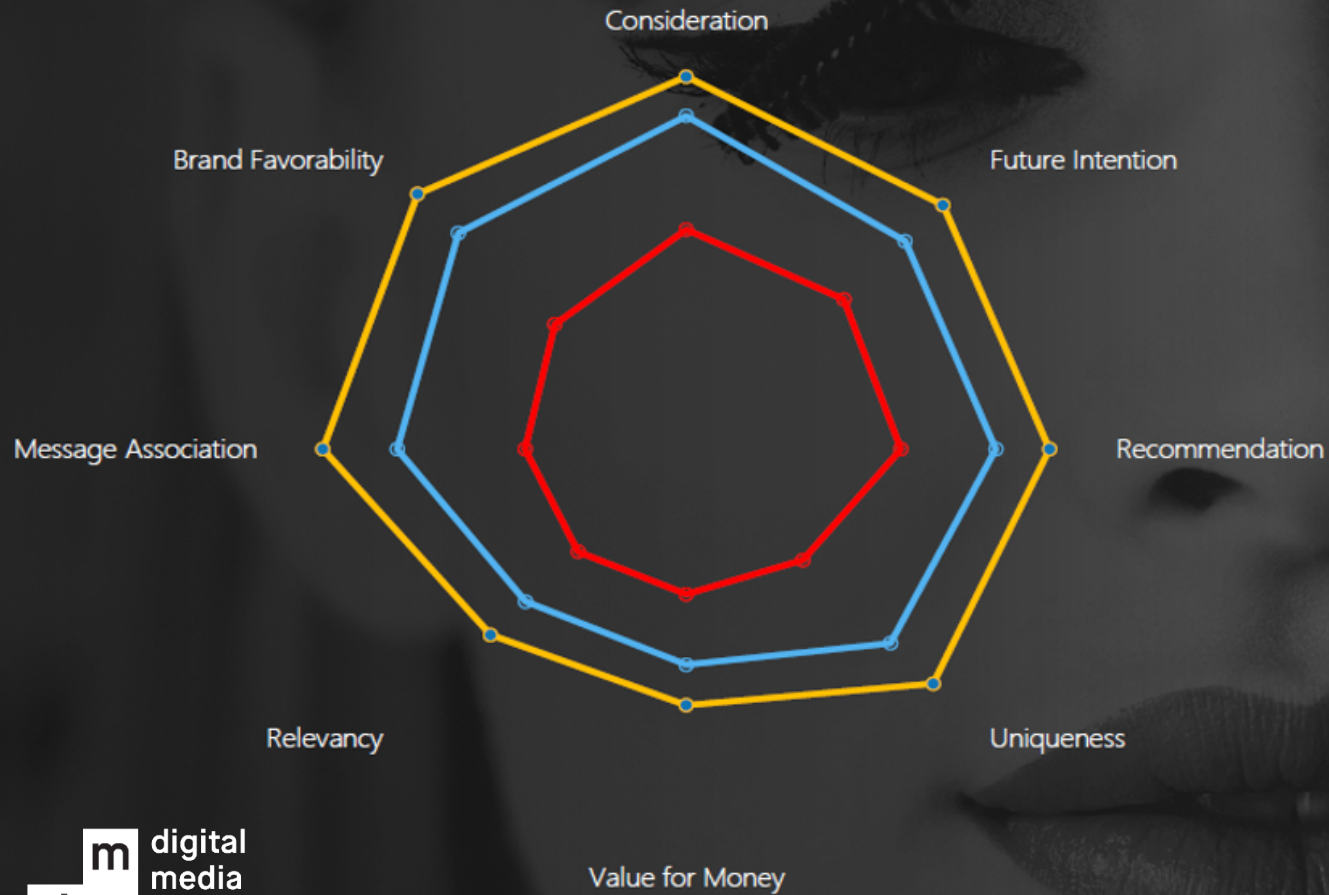 Consideration
Brand Favorability
Future Intention
Message Association
Recommendation
Relevancy
Uniqueness
m
digital
media
Value for Money